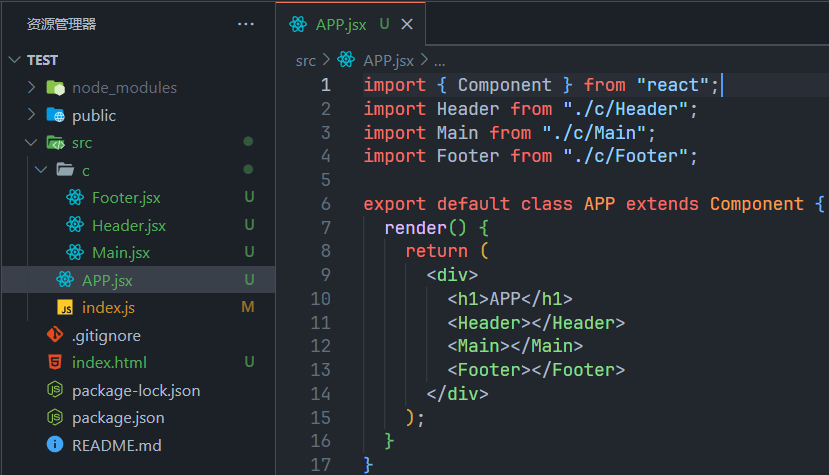 资源管理器 ...
TEST
node_modules
public
src
c
Footer.jsx U
Header.jsx U
Main.jsx U
APP.jsx U
JS index.js M
.gitignore
index.html U
package-lock.json
package.json
README.md
APP.jsx U ×
src > APP.jsx > ...
1 import { Component } from "react";
2 import Header from "./c/Header";
3 import Main from "./c/Main";
4 import Footer from "./c/Footer";
5
6 export default class APP extends Component {
7 render() {
8 return (
9 <div>
10 <h1>APP</h1>
11 <Header></Header>
12 <Main></Main>
13 <Footer></Footer>
14 </div>
15 );
16 }
17 }